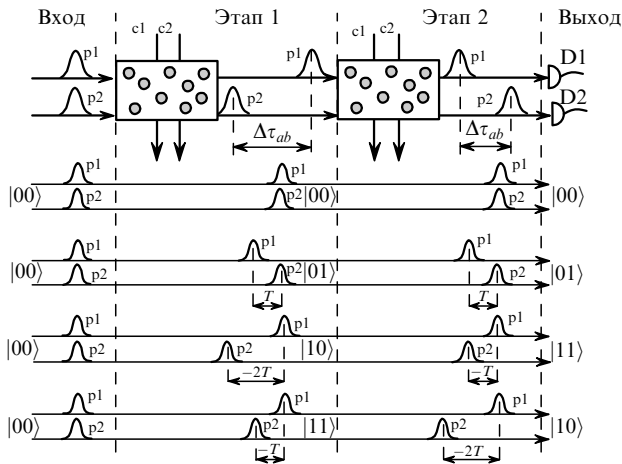 Вход Этап 1 Этап 2 Выход
c1 c2 c1 c2
p1 p1 p1 D1
p2 p2 p2 D2
Δτab Δτab
p1 p1 p1
|00⟩ p2 p2 |00⟩ p2 |00⟩
p1 p1 p1
|00⟩ p2 p2 |01⟩ p2 |01⟩
T T
p1 p1 p1
|00⟩ p2 p2 |10⟩ p2 |11⟩
−2T −T
p1 p1 p1
|00⟩ p2 p2 |11⟩ p2 |10⟩
−T −2T